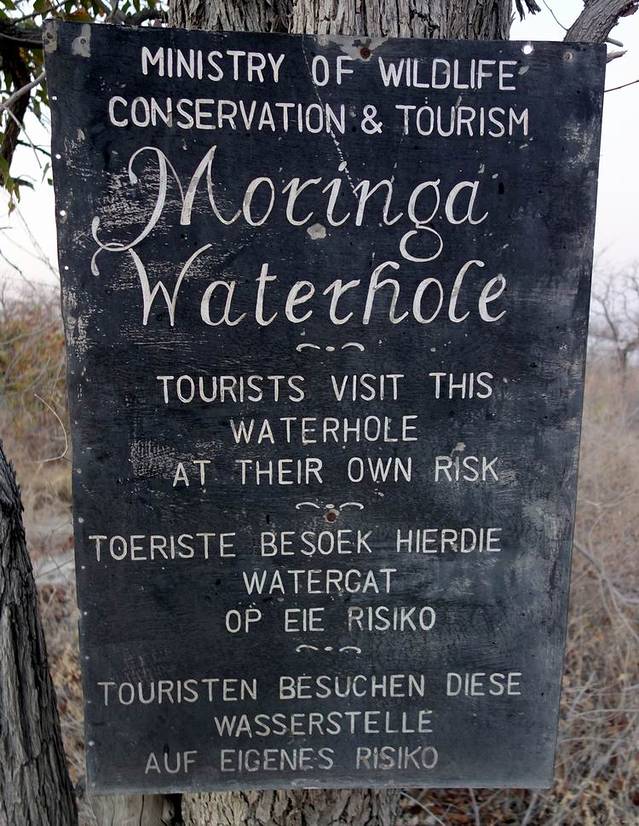 MINISTRY OF WILDLIFE
CONSERVATION & TOURISM
Moringa
Waterhole
TOURISTS VISIT THIS
WATERHOLE
AT THEIR OWN RISK
TOERISTE BESOEK HIERDIE
WATERGAT
OP EIE RISIKO
TOURISTEN BESUCHEN DIESE
WASSERSTELLE
AUF EIGENES RISIKO